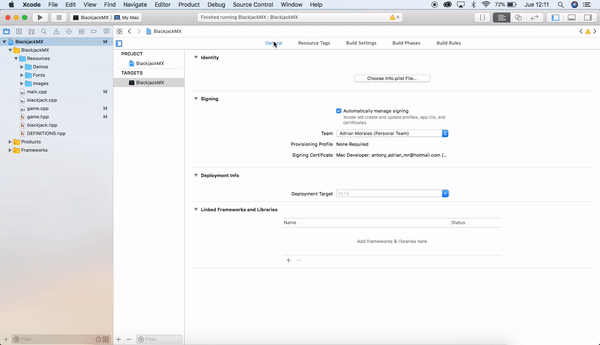 Xcode File Edit View Find Navigate Editor Product Debug Source Control Window Help 72% Jue 12:11
BlackjackMX My Mac Finished running BlackjackMX : BlackjackMX
BlackjackMX M
BlackjackMX
Resources
Demos
Fonts
Images
main.cpp M
blackjack.cpp
game.cpp M
game.hpp M
blackjack.hpp
DEFINITIONS.hpp
Products
Frameworks
Filter
BlackjackMX
PROJECT
BlackjackMX
TARGETS
BlackjackMX
Filter
General Resource Tags Build Settings Build Phases Build Rules
Identity
Choose Info.plist File...
Signing
Automatically manage signing
Xcode will create and update profiles, app IDs, and
certificates.
Team Adrian Morales (Personal Team)
Provisioning Profile None Required
Signing Certificate Mac Developer: antony_adrian_mr@hotmail.com (...
Deployment Info
Deployment Target 10.13
Linked Frameworks and Libraries
Name Status
Add frameworks & libraries here